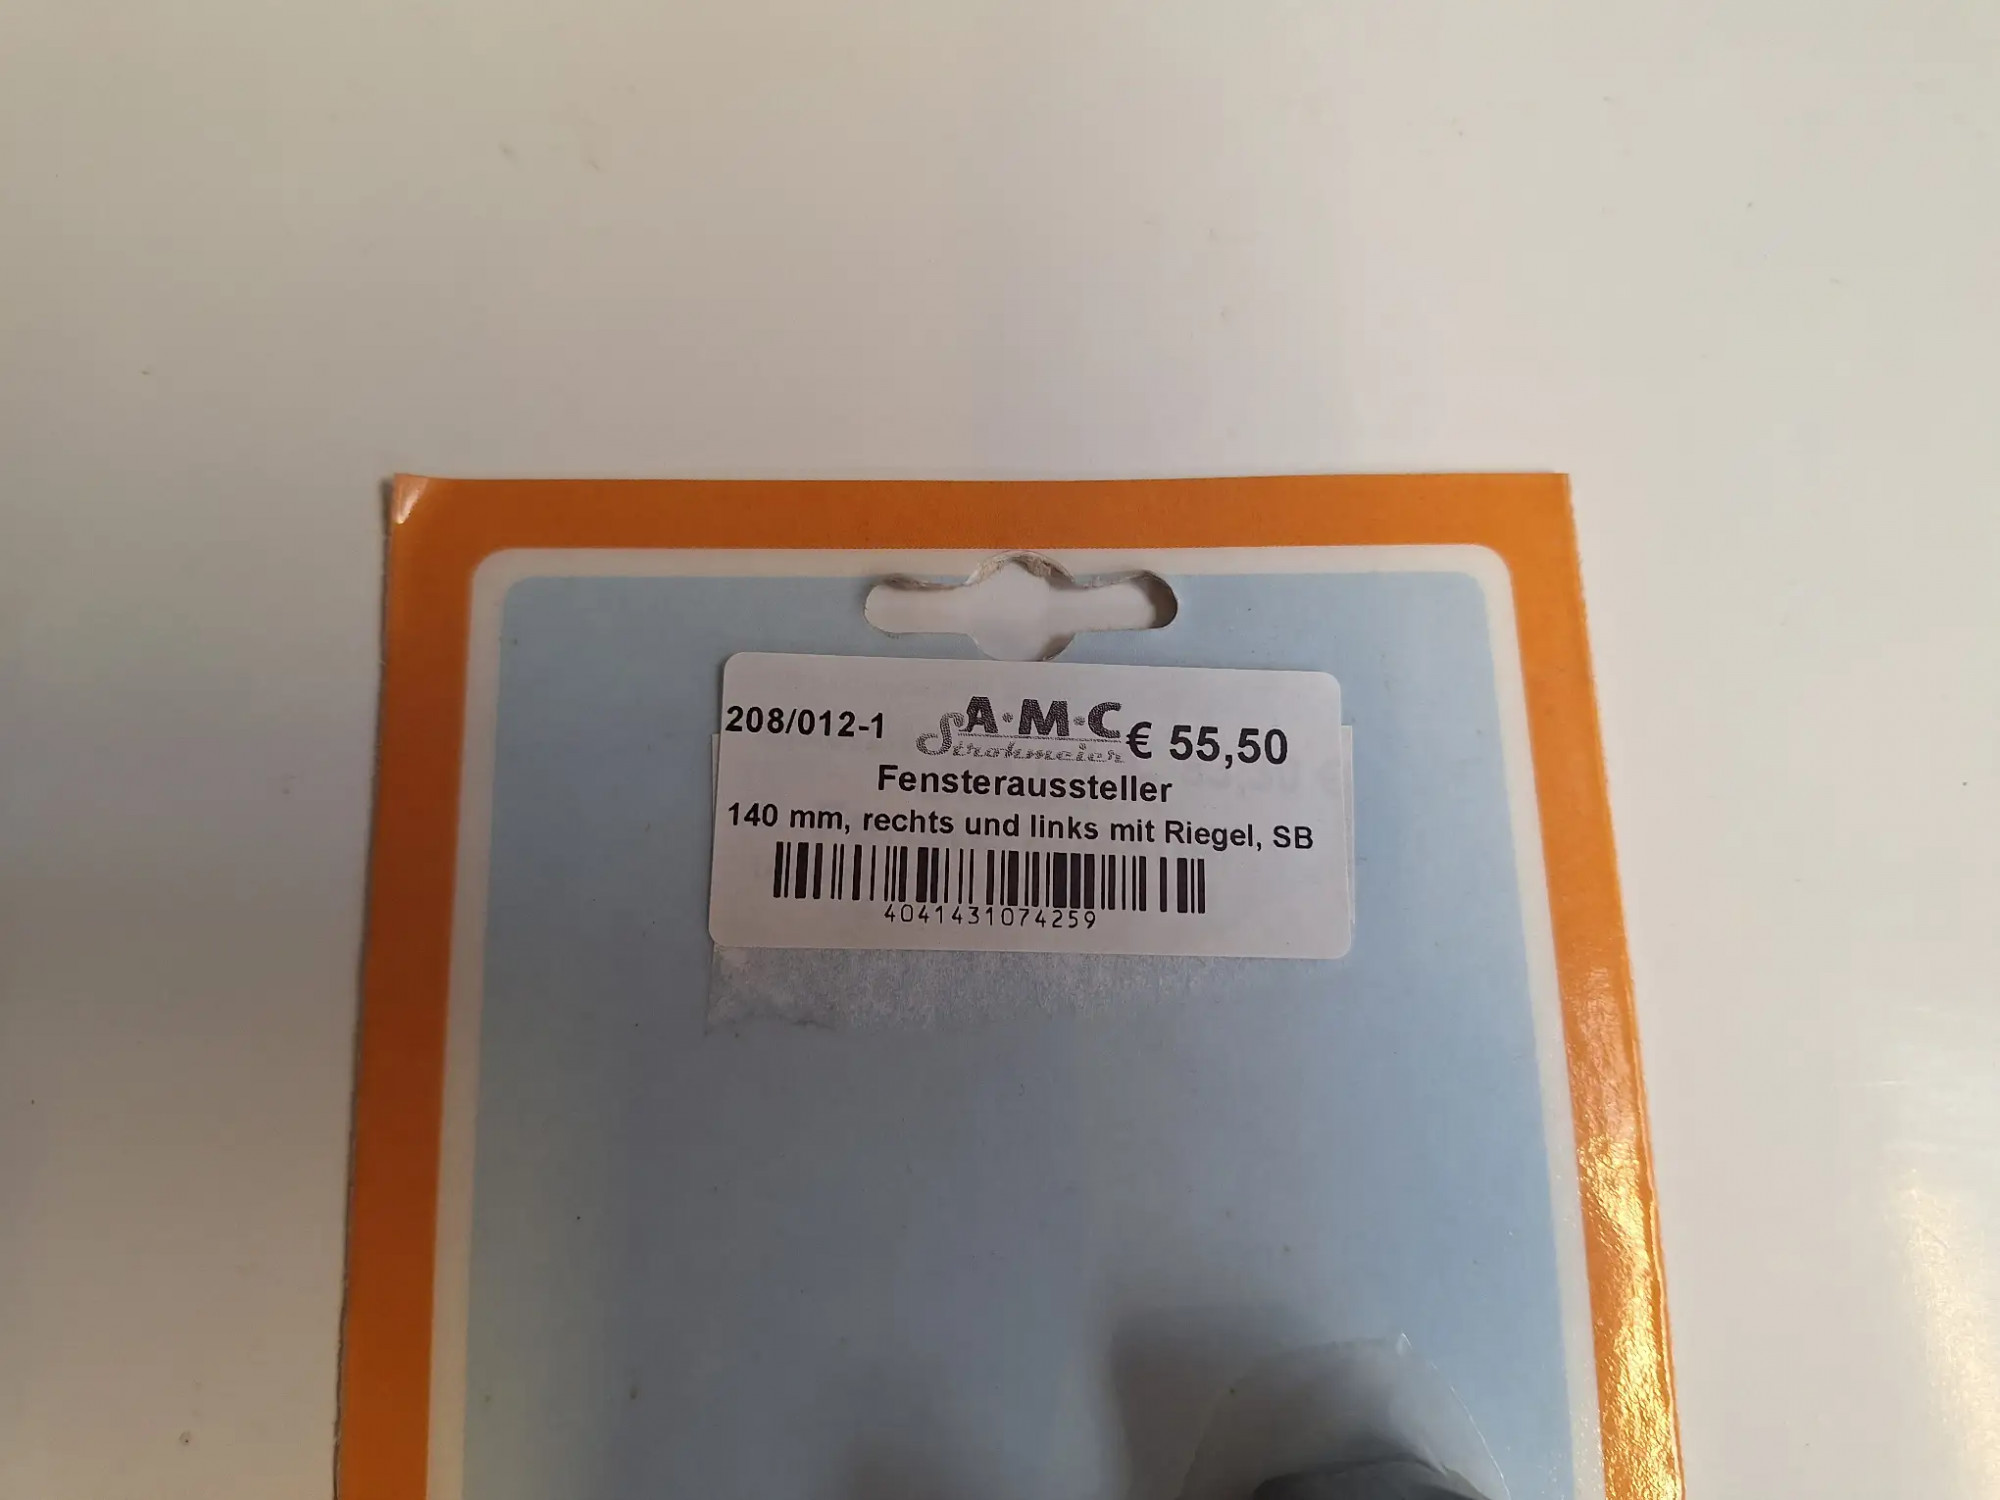 208/012-1 A·M·C € 55,50
Strohmeier
Fensteraussteller
140 mm, rechts und links mit Riegel, SB
4041431074259